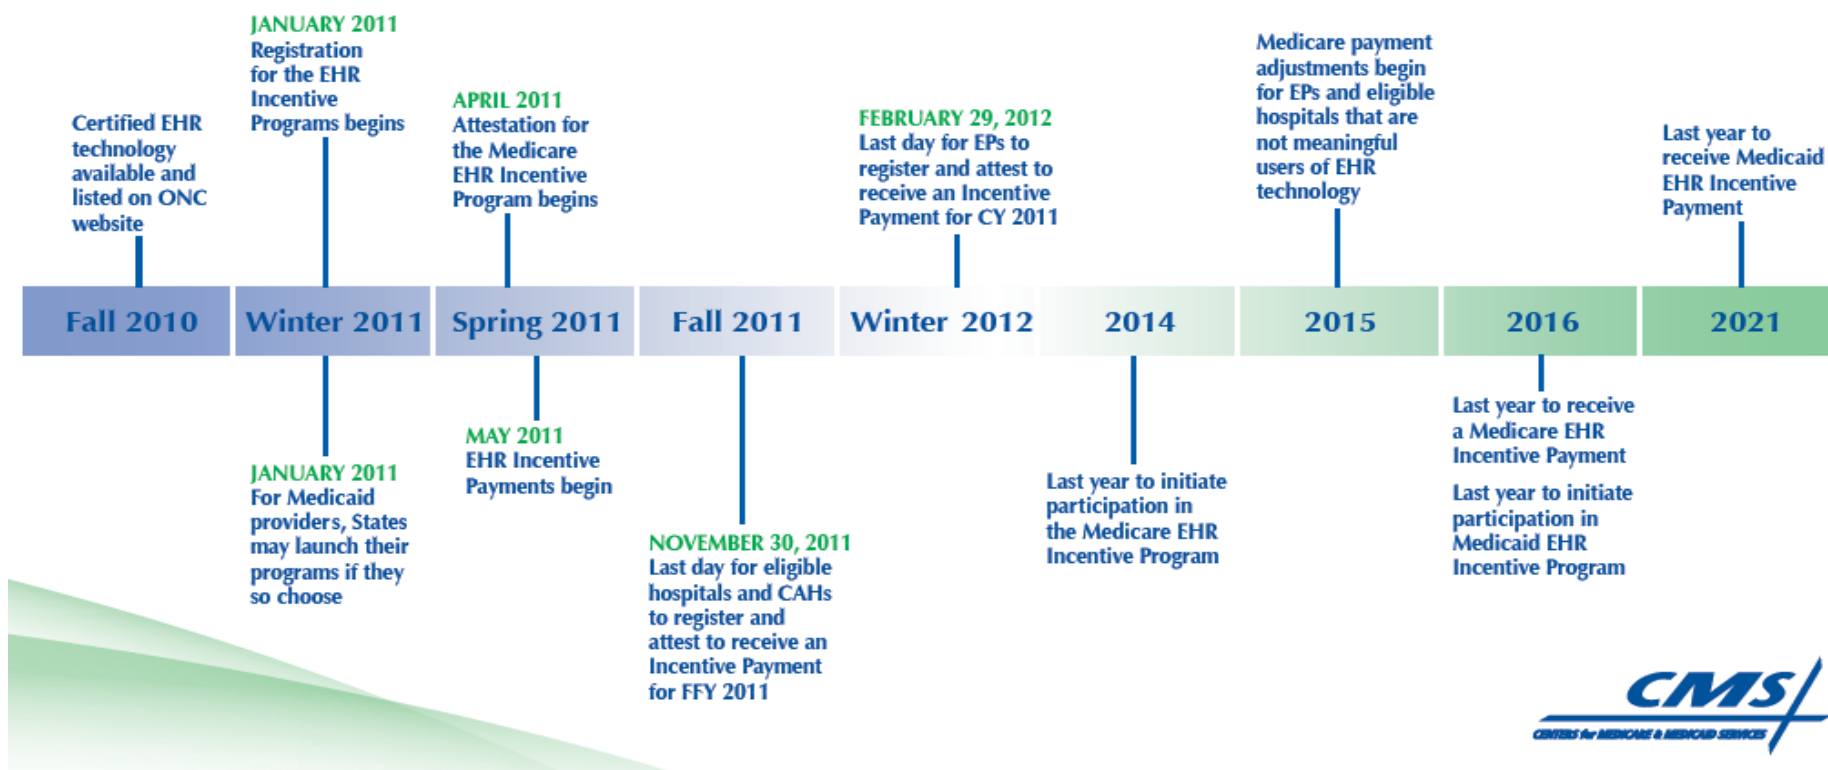 Certified EHR
technology
available and
listed on ONC
website
JANUARY 2011
Registration
for the EHR
Incentive
Programs begins
APRIL 2011
Attestation for
the Medicare
EHR Incentive
Program begins
FEBRUARY 29, 2012
Last day for EPs to
register and attest to
receive an Incentive
Payment for CY 2011
Medicare payment
adjustments begin
for EPs and eligible
hospitals that are
not meaningful
users of EHR
technology
Last year to
receive Medicaid
EHR Incentive
Payment
Fall 2010
Winter 2011
Spring 2011
Fall 2011
Winter 2012
2014
2015
2016
2021
JANUARY 2011
For Medicaid
providers, States
may launch their
programs if they
so choose
MAY 2011
EHR Incentive
Payments begin
NOVEMBER 30, 2011
Last day for eligible
hospitals and CAHs
to register and
attest to receive an
Incentive Payment
for FFY 2011
Last year to initiate
participation in
the Medicare EHR
Incentive Program
Last year to receive
a Medicare EHR
Incentive Payment
Last year to initiate
participation in
Medicaid EHR
Incentive Program
CMS
CENTERS for MEDICARE & MEDICAID SERVICES